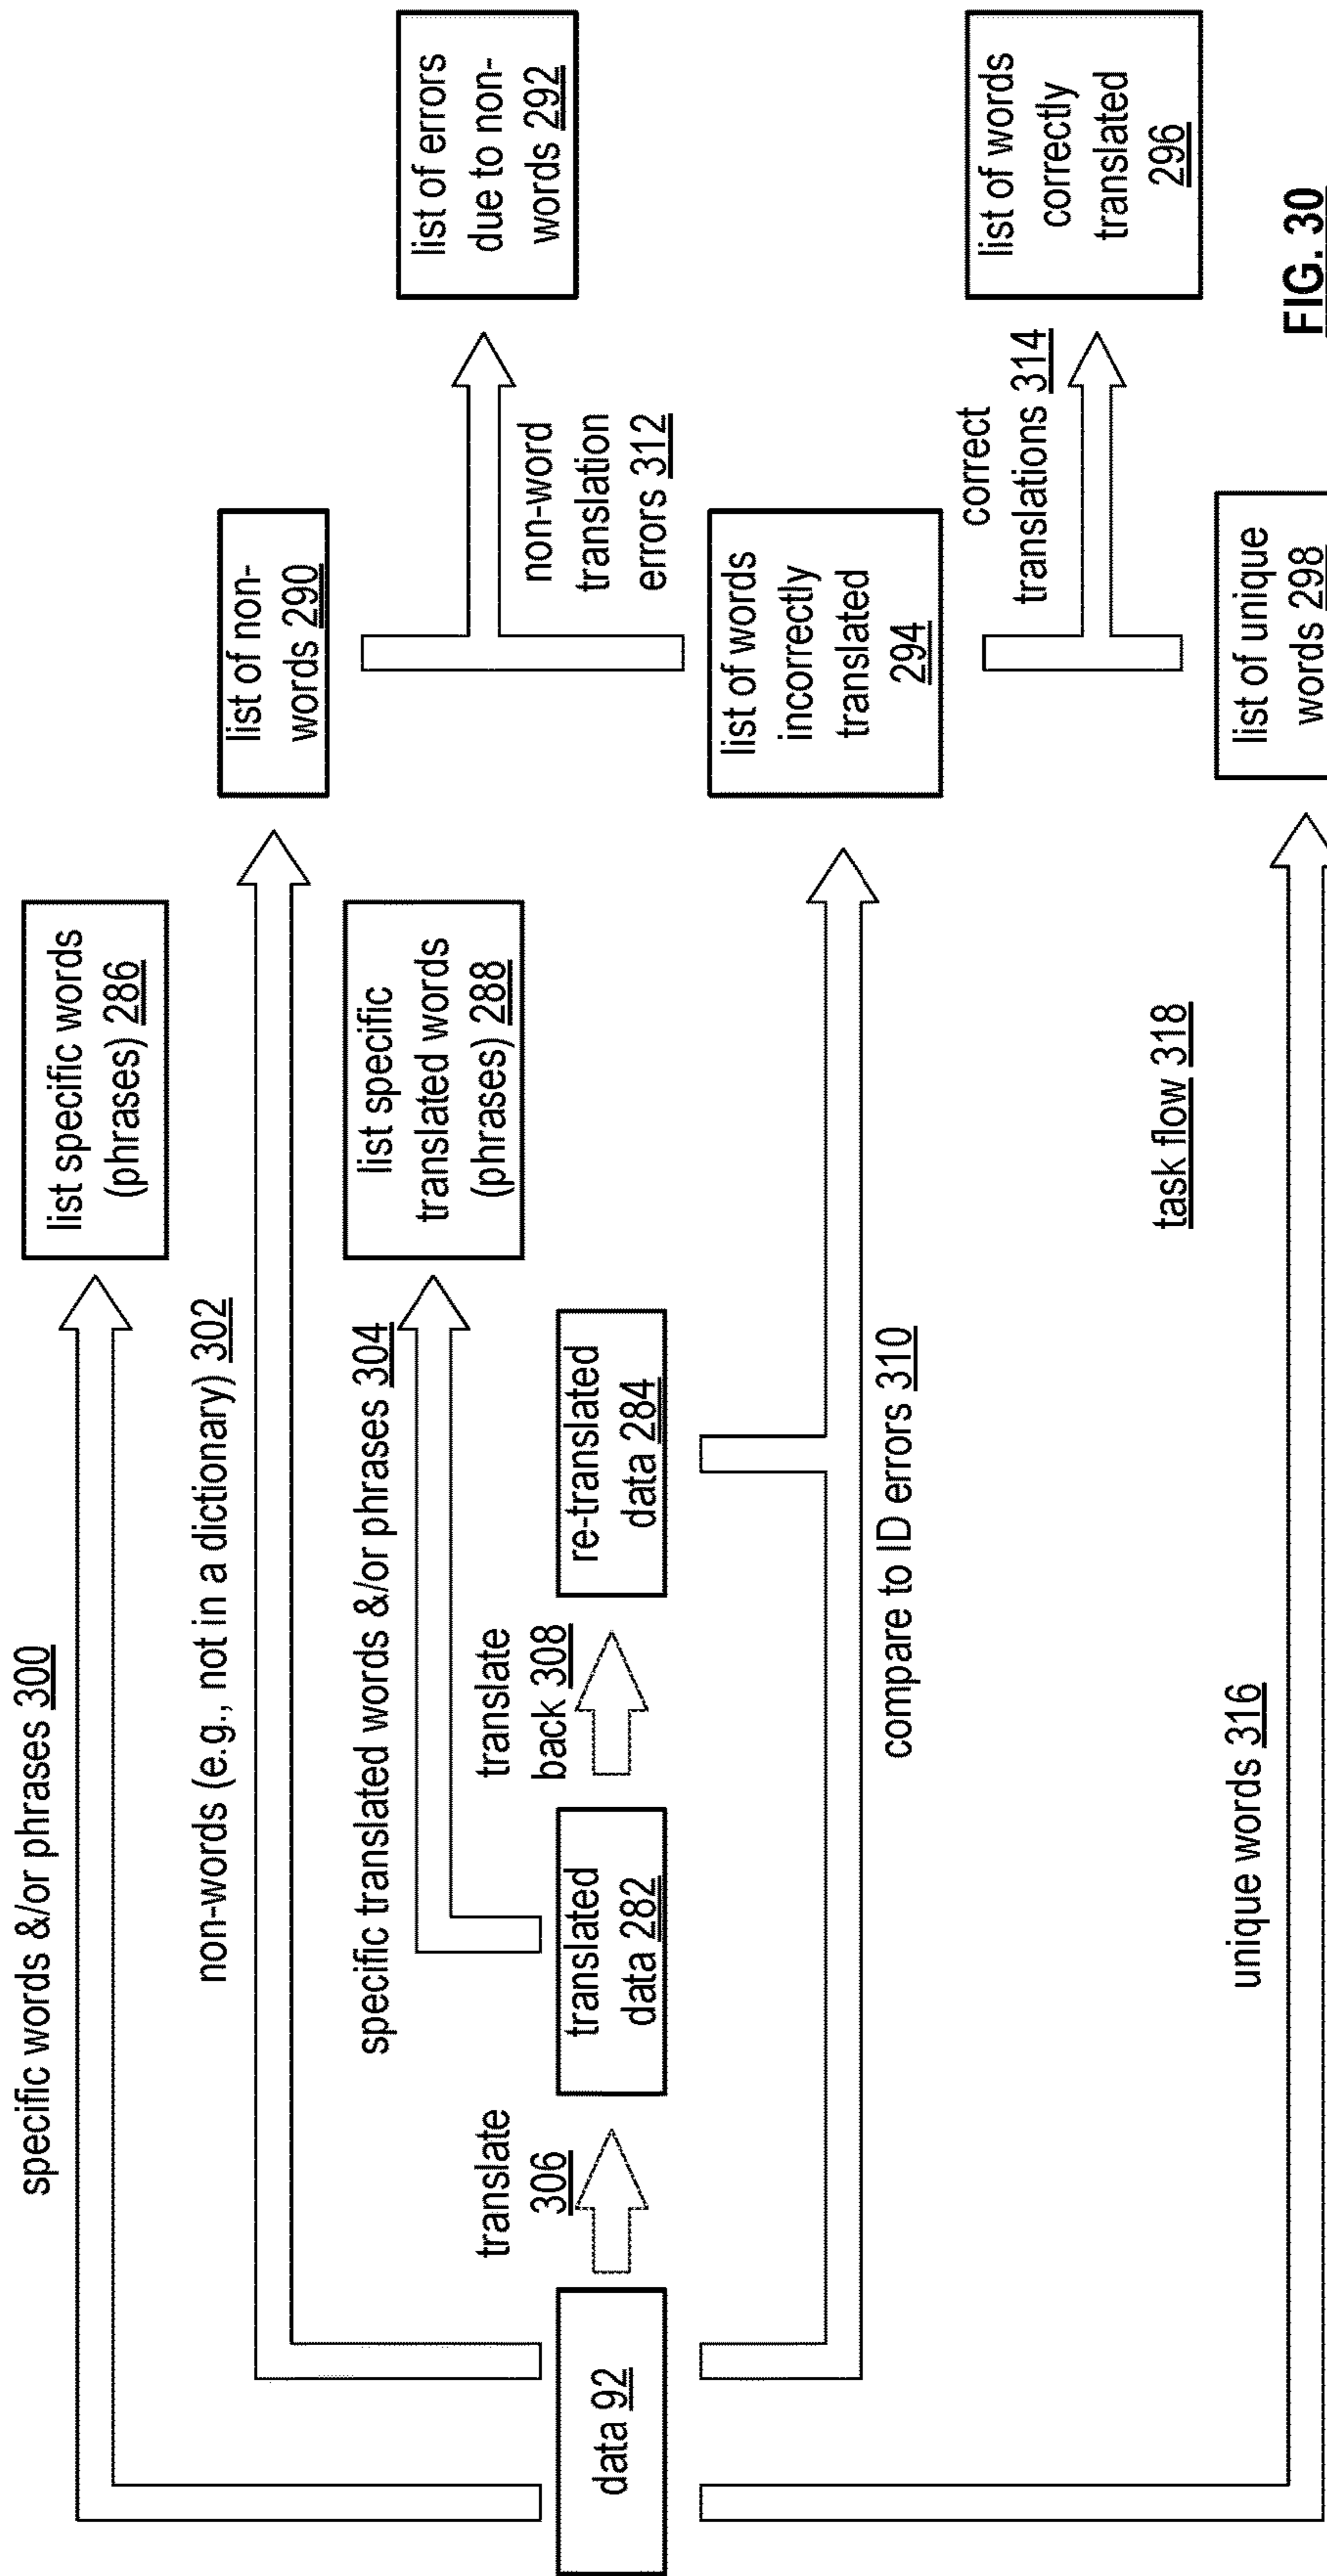 specific words &/or phrases 300
list specific words
(phrases) 286
non-words (e.g., not in a dictionary) 302
list of non-
words 290
specific translated words &/or phrases 304
list specific
translated words
(phrases) 288
list of errors
due to non-
words 292
non-word
translation
errors 312
translate
306
translate
back 308
data 92
translated
data 282
re-translated
data 284
list of words
incorrectly
translated
294
compare to ID errors 310
correct
translations 314
list of words
correctly
translated
296
task flow 318
unique words 316
list of unique
words 298
FIG. 30